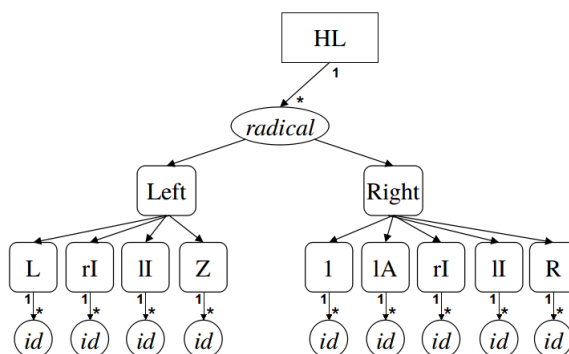 HL
1
*
radical
Left Right
L rI lI Z 1 lA rI lI R
1 1 1 1 1 1 1 1 1
* * * * * * * * *
id id id id id id id id id